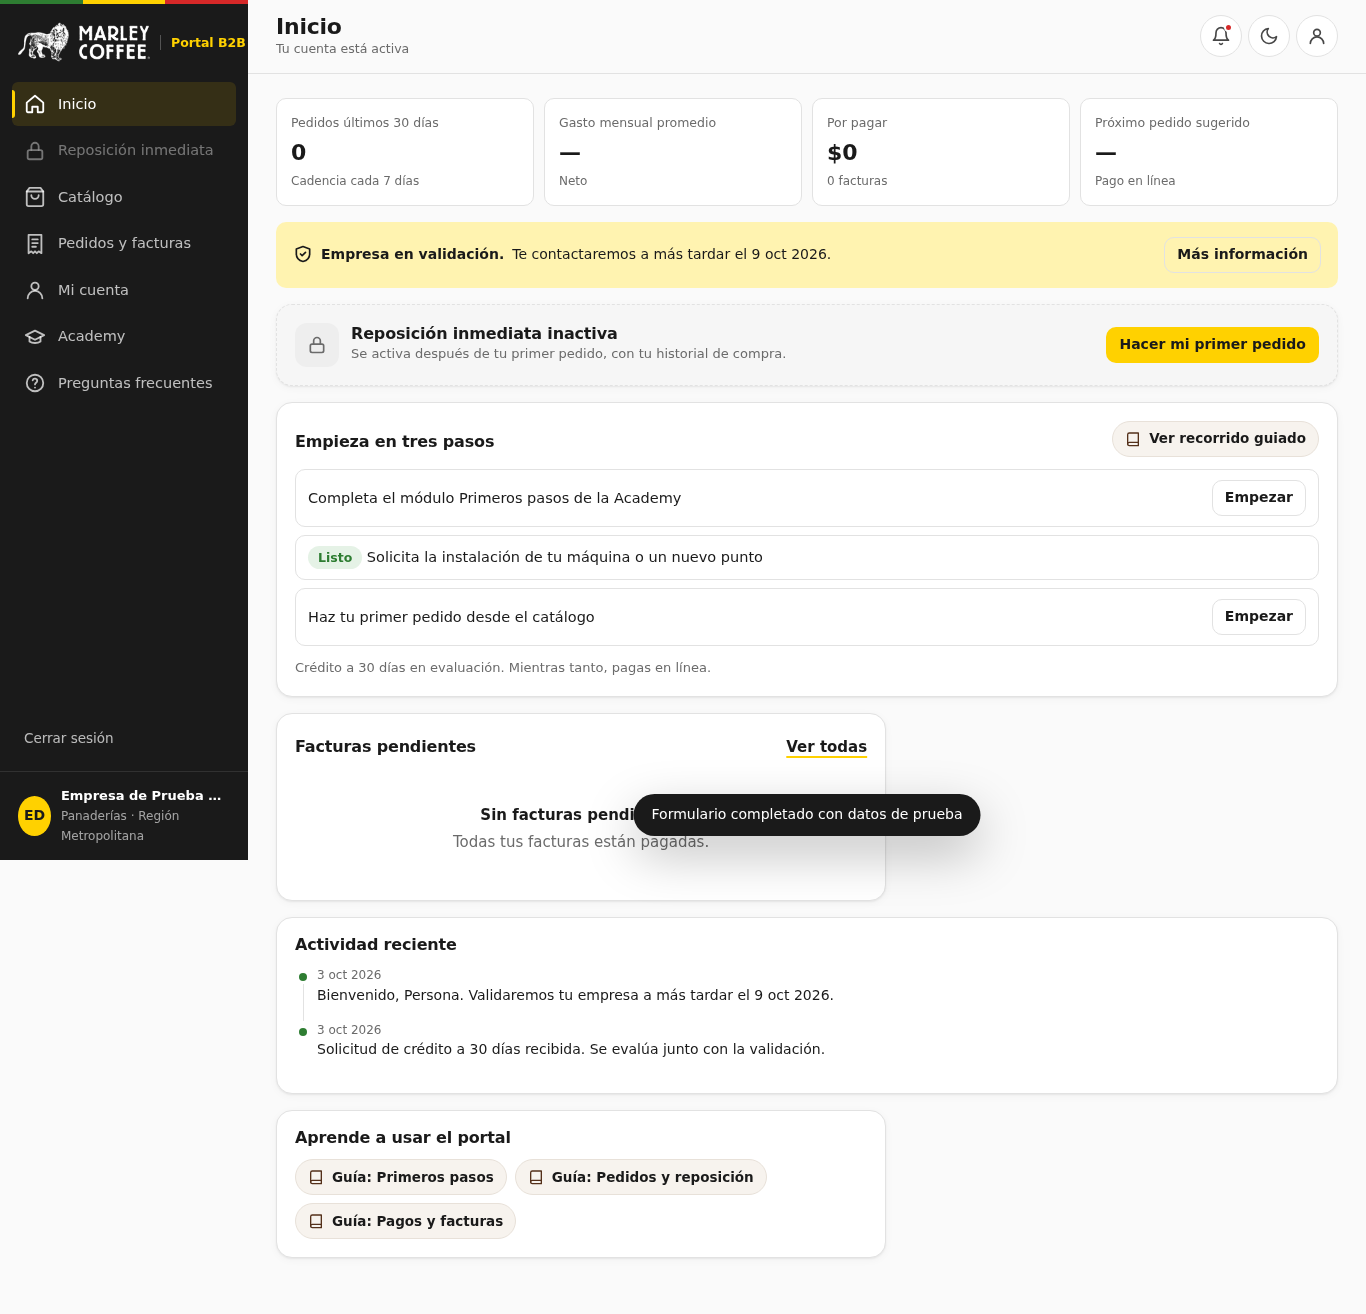 MARLEY
COFFEE
Portal B2B
Inicio
Reposición inmediata
Catálogo
Pedidos y facturas
Mi cuenta
Academy
Preguntas frecuentes
Cerrar sesión
ED
Empresa de Prueba ...
Panaderías · Región
Metropolitana
Inicio
Tu cuenta está activa
Pedidos últimos 30 días
0
Cadencia cada 7 días
Gasto mensual promedio
—
Neto
Por pagar
$0
0 facturas
Próximo pedido sugerido
—
Pago en línea
Empresa en validación. Te contactaremos a más tardar el 9 oct 2026.
Más información
Reposición inmediata inactiva
Se activa después de tu primer pedido, con tu historial de compra.
Hacer mi primer pedido
Empieza en tres pasos
Ver recorrido guiado
Completa el módulo Primeros pasos de la Academy
Empezar
Listo Solicita la instalación de tu máquina o un nuevo punto
Haz tu primer pedido desde el catálogo
Empezar
Crédito a 30 días en evaluación. Mientras tanto, pagas en línea.
Facturas pendientes
Ver todas
Sin facturas pendi
Formulario completado con datos de prueba
Todas tus facturas están pagadas.
Actividad reciente
3 oct 2026
Bienvenido, Persona. Validaremos tu empresa a más tardar el 9 oct 2026.
3 oct 2026
Solicitud de crédito a 30 días recibida. Se evalúa junto con la validación.
Aprende a usar el portal
Guía: Primeros pasos
Guía: Pedidos y reposición
Guía: Pagos y facturas